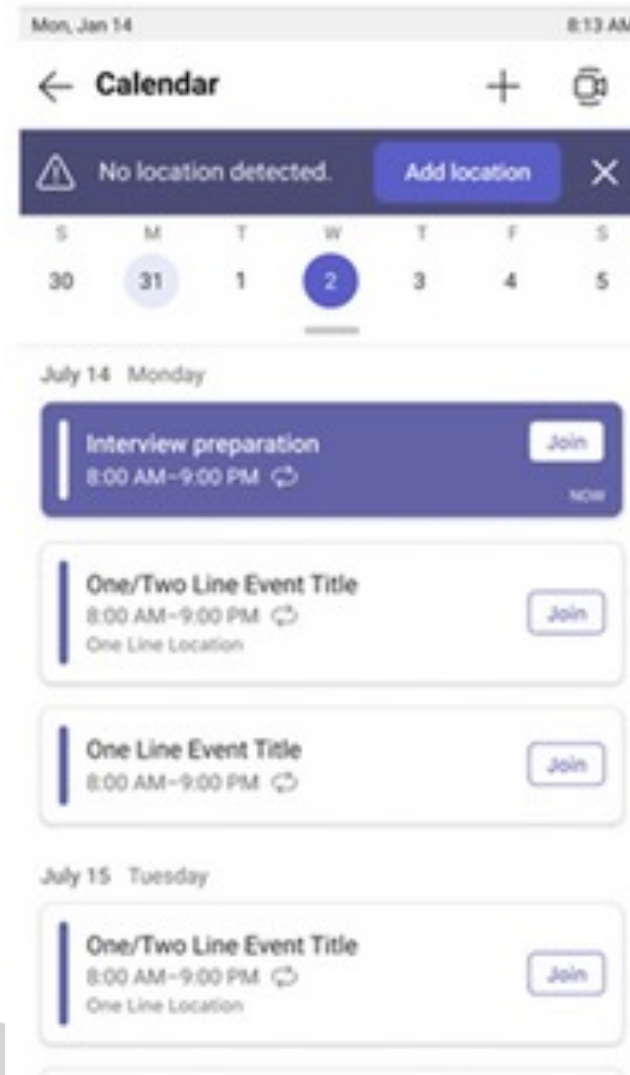 Mon, Jan 14 8:13 AM
Calendar
No location detected. Add location
S M T W T F S
30 31 1 2 3 4 5
July 14 Monday
Interview preparation Join
8:00 AM–9:00 PM
NOW
One/Two Line Event Title
8:00 AM–9:00 PM Join
One Line Location
One Line Event Title
8:00 AM–9:00 PM Join
July 15 Tuesday
One/Two Line Event Title
8:00 AM–9:00 PM Join
One Line Location